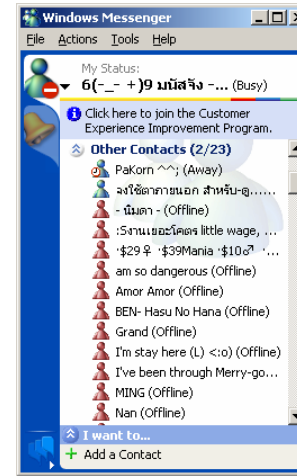 Windows Messenger
File Actions Tools Help
My Status:
6(-_- +)9 มนัสจัง -... (Busy)
Click here to join the Customer
Experience Improvement Program.
Other Contacts (2/23)
PaKorn ^^; (Away)
จงใช้ตาภายนอก สำหรับ-ดู......
- นิมดา - (Offline)
:Sงานเยอะโคตร little wage, ...
·$29♀ ·$39Mania ·$10♂ ·...
am so dangerous (Offline)
Amor Amor (Offline)
BEN- Hasu No Hana (Offline)
Grand (Offline)
I'm stay here (L) <:o) (Offline)
I've been through Merry-go...
MING (Offline)
Nan (Offline)
I want to...
Add a Contact